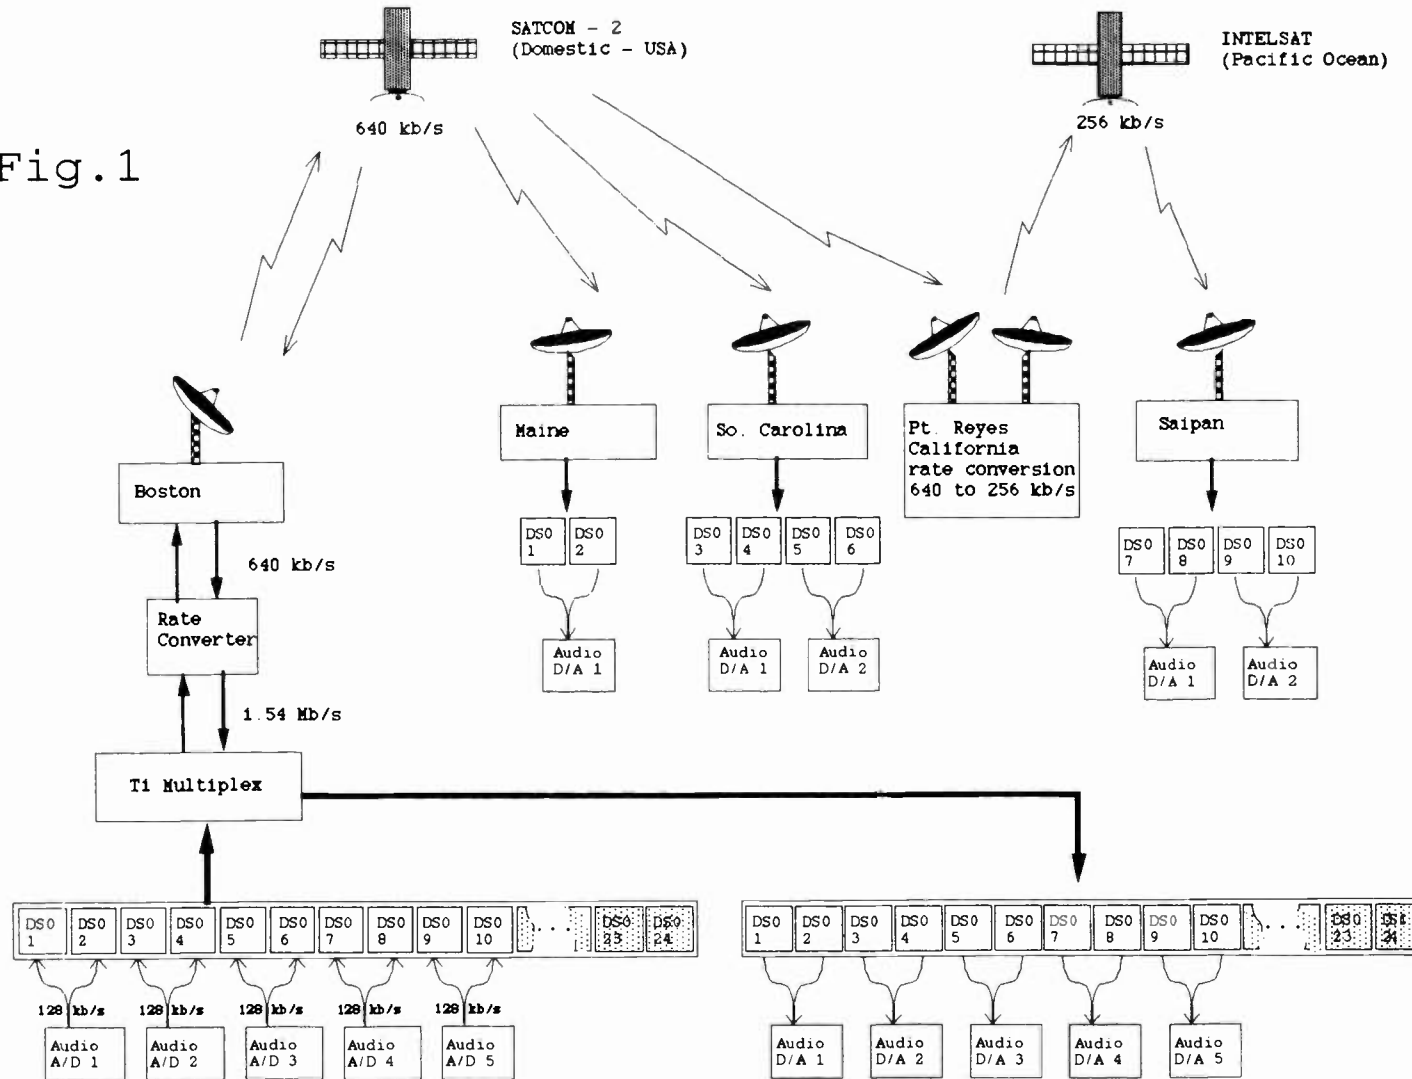 SATCOM - 2
(Domestic - USA)
INTELSAT
(Pacific Ocean)
640 kb/s
256 kb/s
Fig.1
Maine
So. Carolina
Pt. Reyes
California
rate conversion
640 to 256 kb/s
Saipan
Boston
DS0 1
DS0 2
DS0 3
DS0 4
DS0 5
DS0 6
DS0 7
DS0 8
DS0 9
DS0 10
640 kb/s
Rate
Converter
Audio
D/A 1
Audio
D/A 1
Audio
D/A 2
Audio
D/A 1
Audio
D/A 2
1.54 Mb/s
T1 Multiplex
DS0 1
DS0 2
DS0 3
DS0 4
DS0 5
DS0 6
DS0 7
DS0 8
DS0 9
DS0 10
. . .
DS0 23
DS0 24
DS0 1
DS0 2
DS0 3
DS0 4
DS0 5
DS0 6
DS0 7
DS0 8
DS0 9
DS0 10
. . .
DS0 23
DS0 24
128 kb/s
128 kb/s
128 kb/s
128 kb/s
128 kb/s
Audio
A/D 1
Audio
A/D 2
Audio
A/D 3
Audio
A/D 4
Audio
A/D 5
Audio
D/A 1
Audio
D/A 2
Audio
D/A 3
Audio
D/A 4
Audio
D/A 5